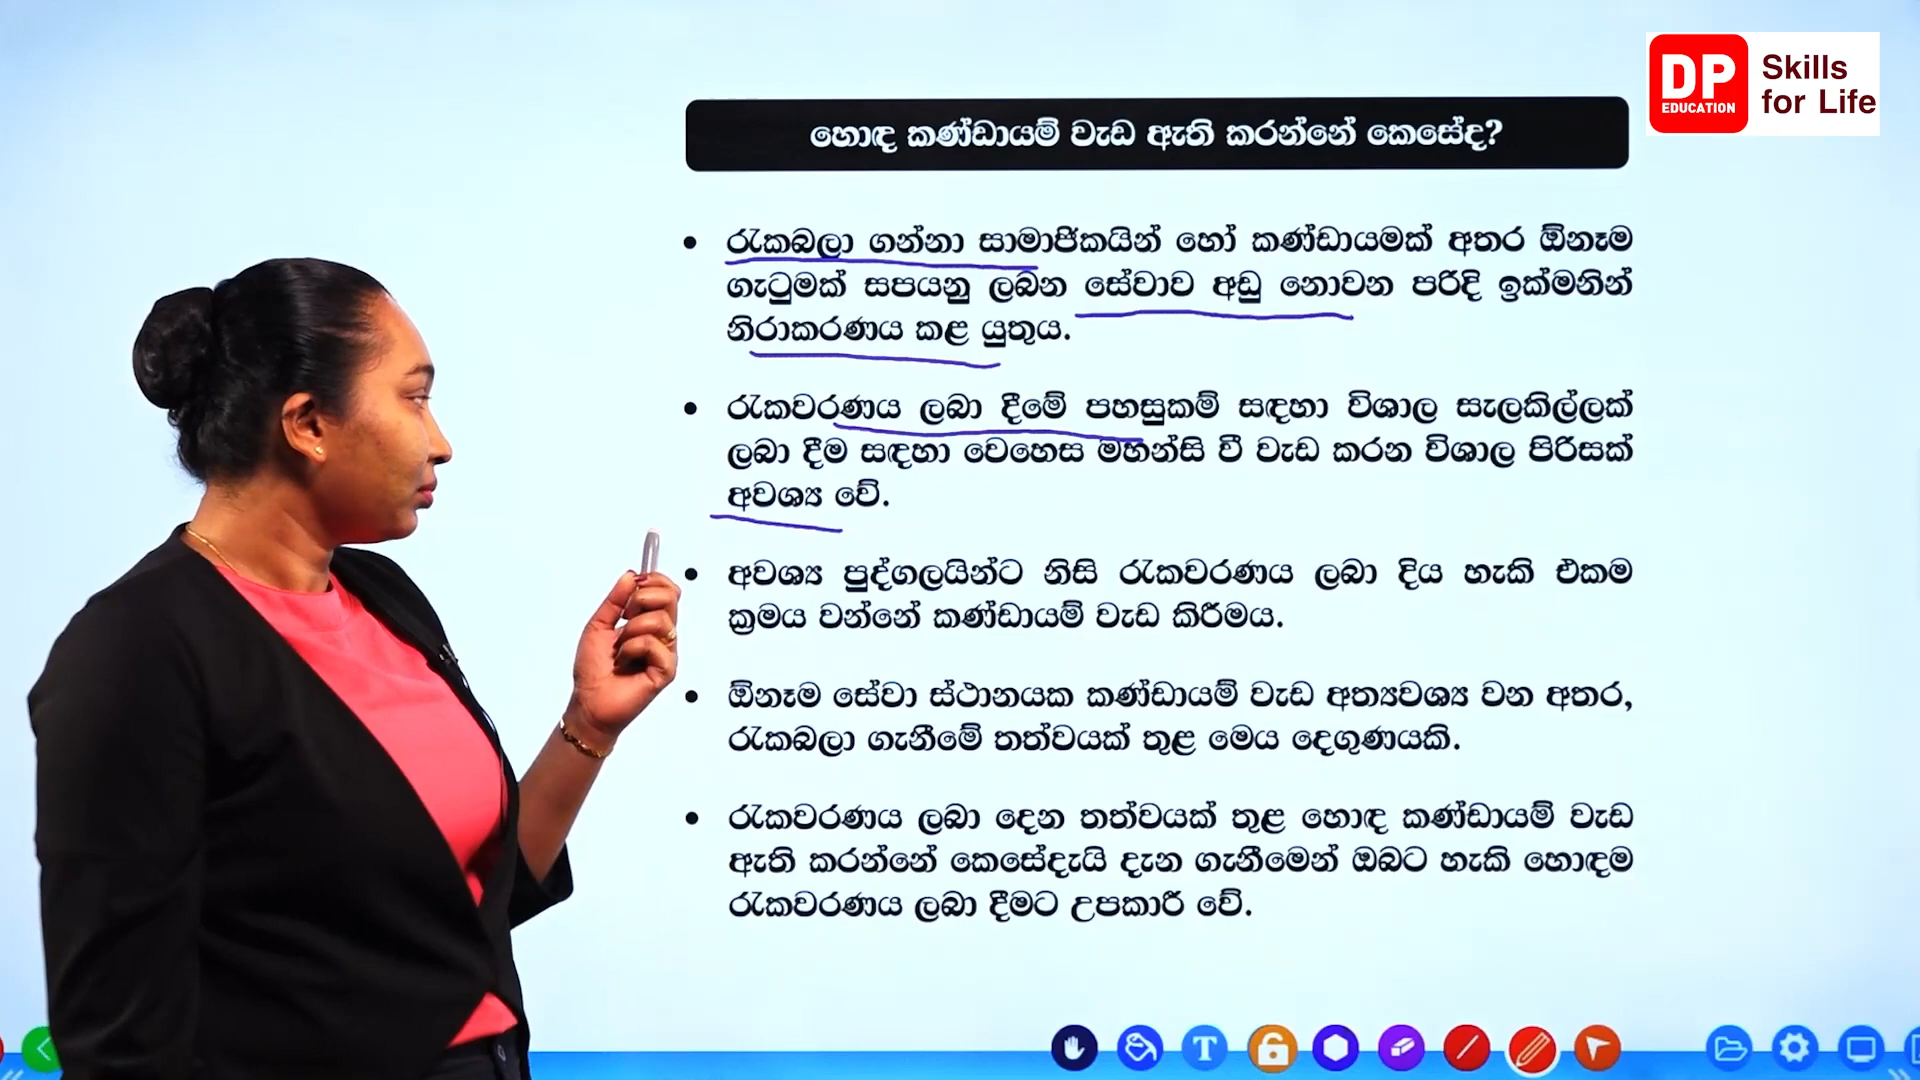 DP
EDUCATION
Skills
for Life
හොඳ කණ්ඩායම් වැඩ ඇති කරන්නේ කෙසේද?
• රැකබලා ගන්නා සාමාජිකයින් හෝ කණ්ඩායමක් අතර ඕනෑම
ගැටුමක් සපයනු ලබන සේවාව අඩු නොවන පරිදි ඉක්මනින්
නිරාකරණය කළ යුතුය.
• රැකවරණය ලබා දීමේ පහසුකම් සඳහා විශාල සැලකිල්ලක්
ලබා දීම සඳහා වෙහෙස මහන්සි වී වැඩ කරන විශාල පිරිසක්
අවශ්‍ය වේ.
• අවශ්‍ය පුද්ගලයින්ට නිසි රැකවරණය ලබා දිය හැකි එකම
ක්‍රමය වන්නේ කණ්ඩායම් වැඩ කිරීමය.
• ඕනෑම සේවා ස්ථානයක කණ්ඩායම් වැඩ අත්‍යවශ්‍ය වන අතර,
රැකබලා ගැනීමේ තත්වයක් තුළ මෙය දෙගුණයකි.
• රැකවරණය ලබා දෙන තත්වයක් තුළ හොඳ කණ්ඩායම් වැඩ
ඇති කරන්නේ කෙසේදැයි දැන ගැනීමෙන් ඔබට හැකි හොඳම
රැකවරණය ලබා දීමට උපකාරී වේ.
T